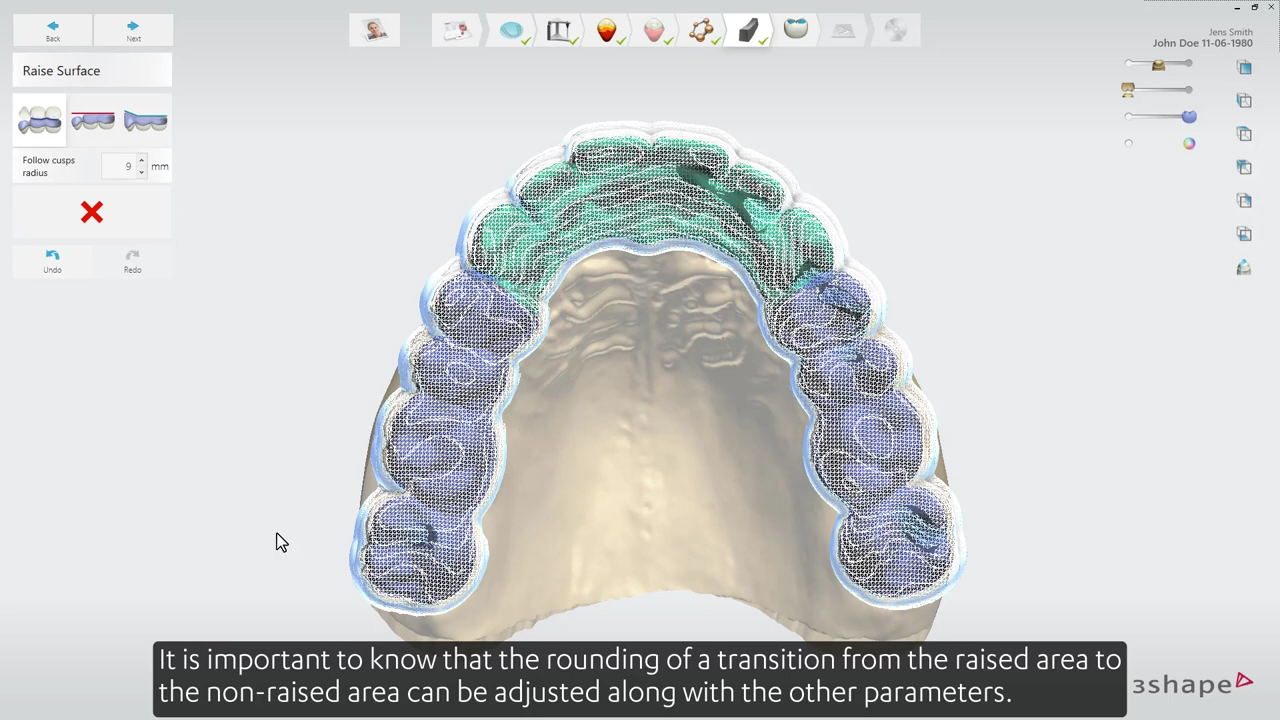 Back
Next
Jens Smith
John Doe 11-06-1980
Raise Surface
Follow cusps
radius
9
mm
Undo
Redo
It is important to know that the rounding of a transition from the raised area to
the non-raised area can be adjusted along with the other parameters.
3shape